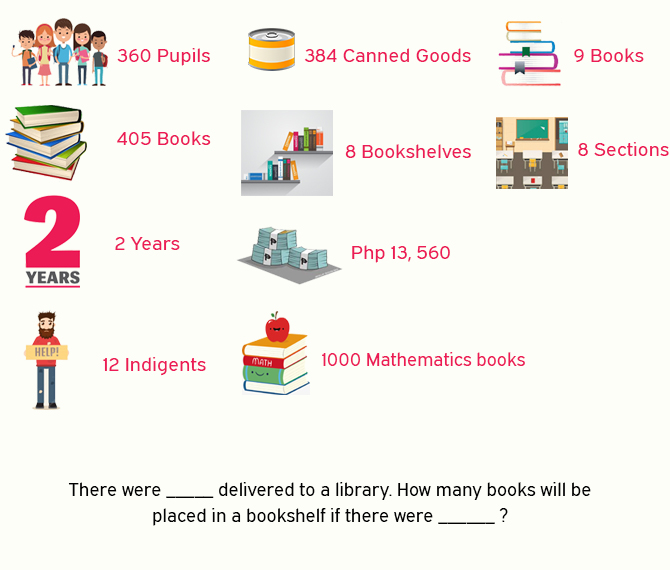 360 Pupils
384 Canned Goods
9 Books
405 Books
8 Bookshelves
8 Sections
2
YEARS
2 Years
Php 13, 560
HELP!
12 Indigents
MATH
1000 Mathematics books
There were _____ delivered to a library. How many books will be
placed in a bookshelf if there were ______ ?